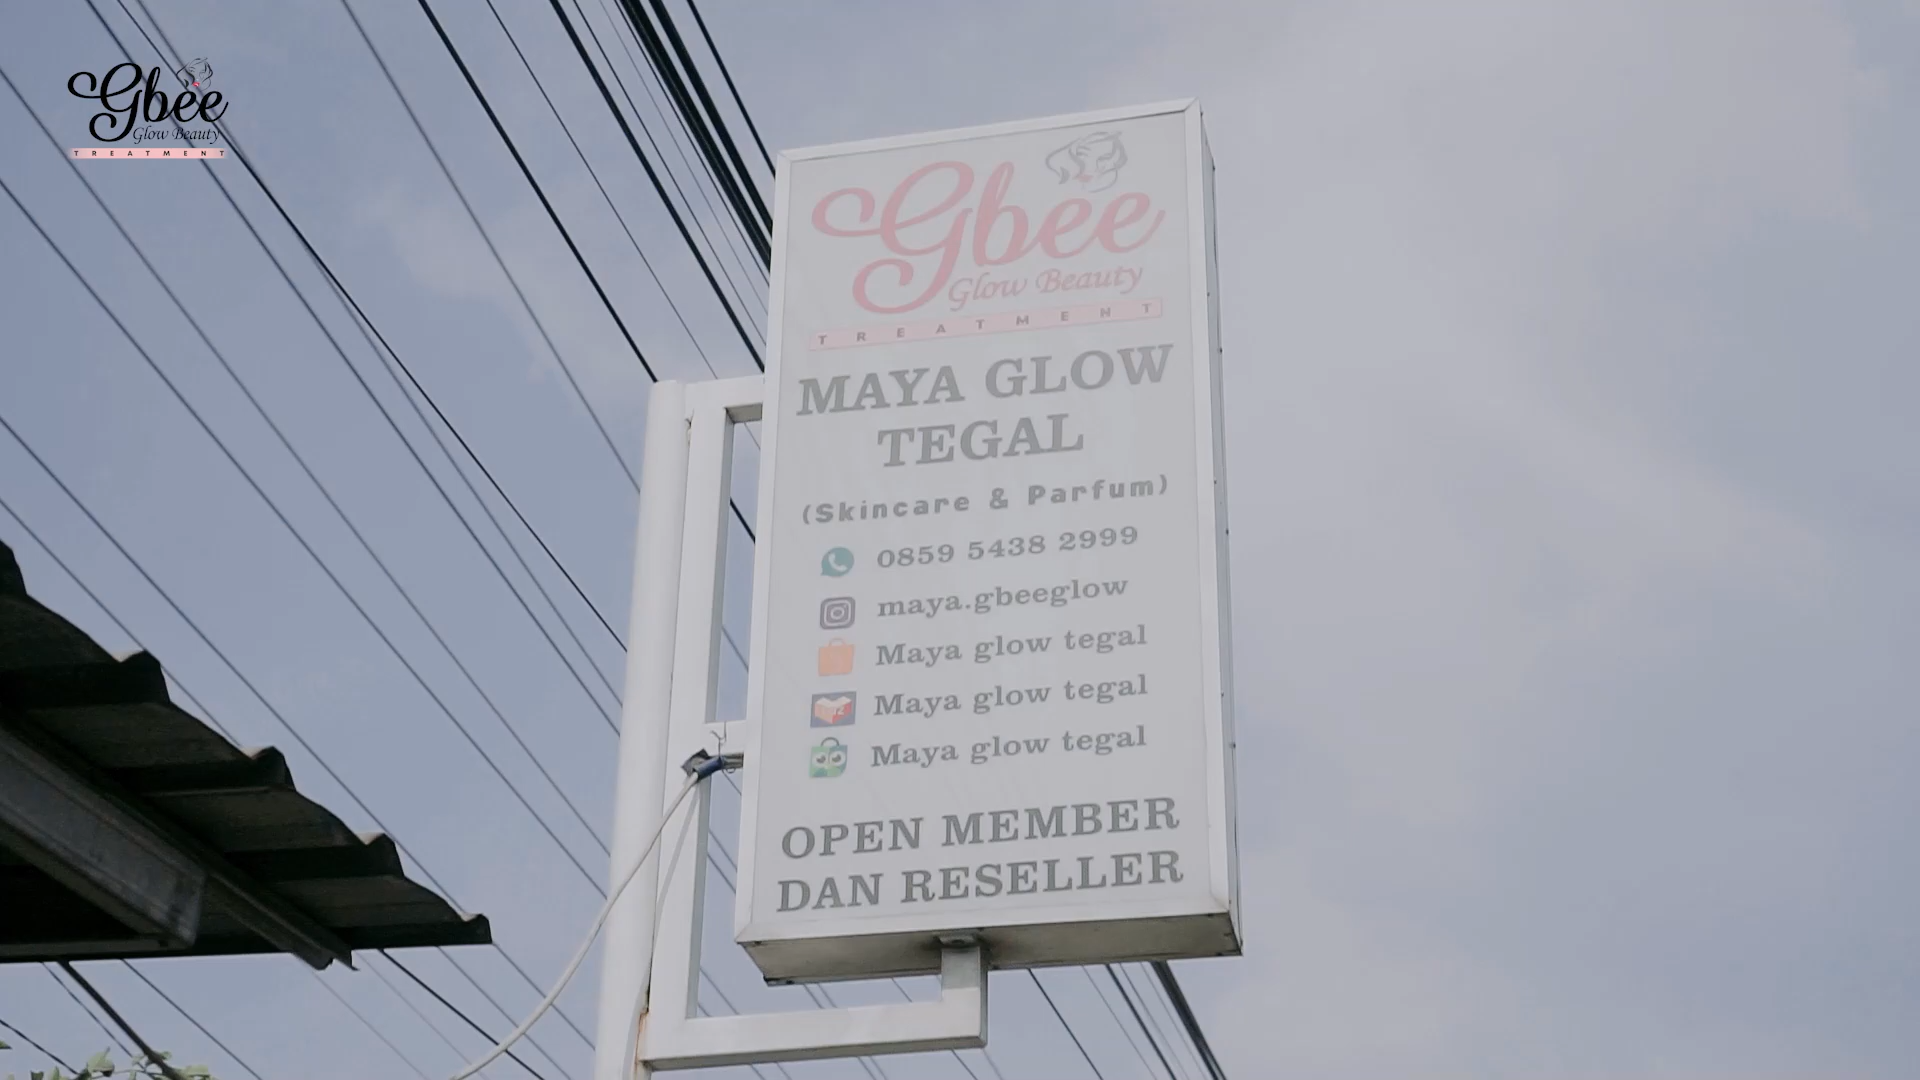 Gbee
Glow Beauty
TREATMENT
Gbee
Glow Beauty
TREATMENT
MAYA GLOW
TEGAL
(Skincare & Parfum)
0859 5438 2999
maya.gbeeglow
Maya glow tegal
Maya glow tegal
Maya glow tegal
OPEN MEMBER
DAN RESELLER